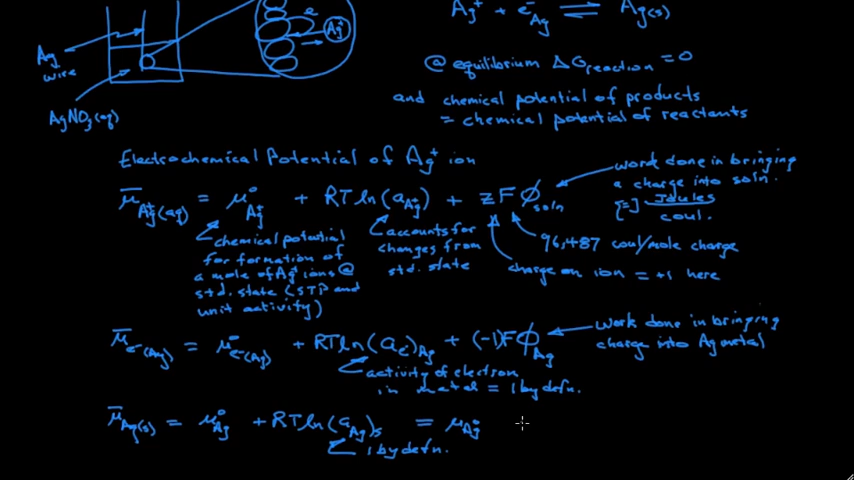 e
Ag⁺
Ag⁺ + e⁻Ag ⇌ Ag(s)
Ag
wire
AgNO3(aq)
@ equilibrium ΔG reaction = 0
and chemical potential of products
= chemical potential of reactants
Electrochemical Potential of Ag⁺ ion
μ̄Ag⁺(aq) = μ°Ag⁺ + RT ln(aAg⁺) + zFϕsoln
work done in bringing
a charge into soln.
[=] Joules
coul.
chemical potential
for formation of
a mole of Ag⁺ ions @
std. state (STP and
unit activity)
accounts for
changes from
std. state
96,487 coul/mole charge
charge on ion = +1 here
μ̄e⁻(Ag) = μ°e⁻(Ag) + RT ln(ae⁻)Ag + (-1)FϕAg
work done in bringing
charge into Ag metal
activity of electron
in metal = 1 by defn.
μ̄Ag(s) = μ°Ag + RT ln(aAg)s = μ°Ag
1 by defn.